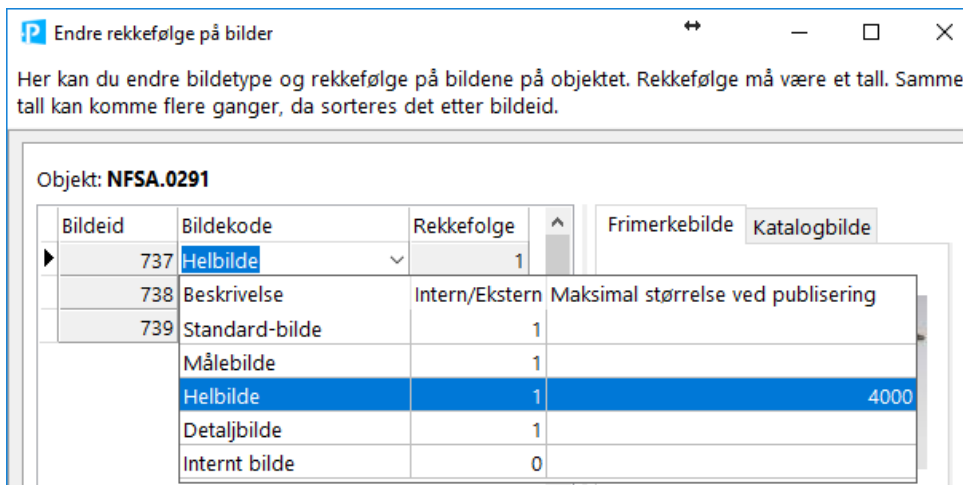 Endre rekkefølge på bilder
Her kan du endre bildetype og rekkefølge på bildene på objektet. Rekkefølge må være et tall. Samme
tall kan komme flere ganger, da sorteres det etter bildeid.
Objekt: NFSA.0291
Bildeid Bildekode Rekkefolge Frimerkebilde Katalogbilde
737 Helbilde 1
738 Beskrivelse Intern/Ekstern Maksimal størrelse ved publisering
739 Standard-bilde 1
Målebilde 1
Helbilde 1 4000
Detaljbilde 1
Internt bilde 0